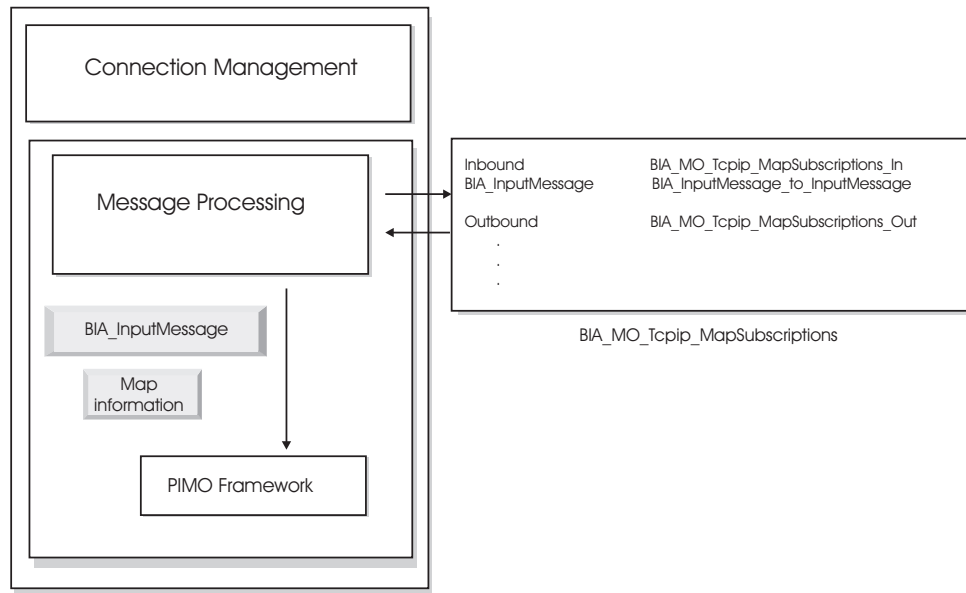 Connection Management
Message Processing
Inbound BIA_MO_Tcpip_MapSubscriptions_In
BIA_InputMessage BIA_InputMessage_to_InputMessage
Outbound BIA_MO_Tcpip_MapSubscriptions_Out
.
.
.
BIA_MO_Tcpip_MapSubscriptions
BIA_InputMessage
Map
information
PIMO Framework